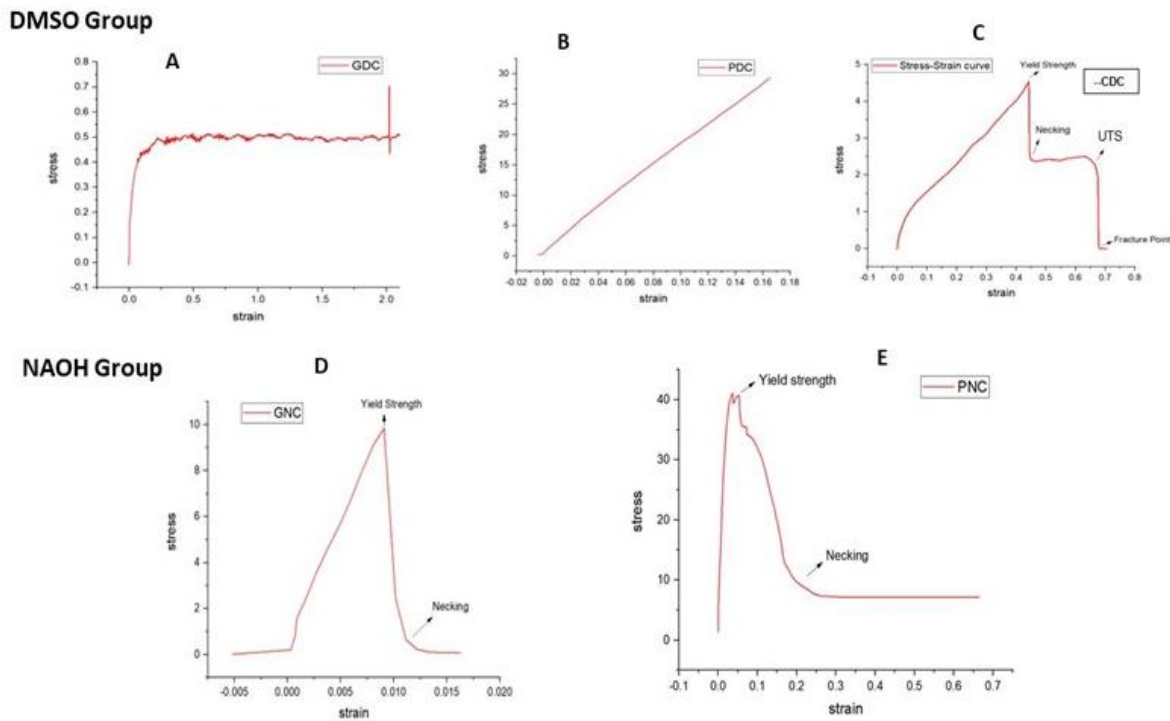 DMSO Group
A
GDC
0.8
0.7
0.6
0.5
0.4
0.3
0.2
0.1
0.0
-0.1
stress
0.0 0.5 1.0 1.5 2.0
strain
B
PDC
30
25
20
15
10
5
0
stress
-0.02 0.00 0.02 0.04 0.06 0.08 0.10 0.12 0.14 0.16 0.18
strain
C
Stress-Strain curve
Yield Strength
--CDC
Necking
UTS
Fracture Point
5
4
3
2
1
0
stress
-0.1 0.0 0.1 0.2 0.3 0.4 0.5 0.6 0.7 0.8
strain
NAOH Group
D
GNC
Yield Strength
Necking
10
8
6
4
2
0
stress
-0.005 0.000 0.005 0.010 0.015 0.020
strain
E
Yield strength
PNC
Necking
40
30
20
10
0
stress
-0.1 0.0 0.1 0.2 0.3 0.4 0.5 0.6 0.7
strain